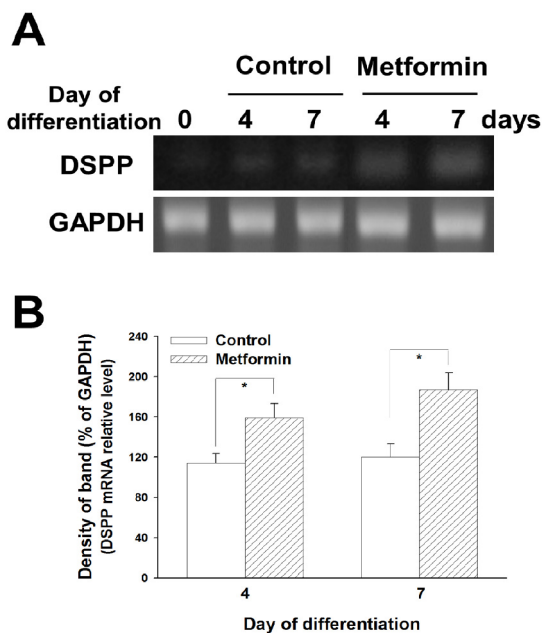 A
Control Metformin
Day of
differentiation 0 4 7 4 7 days
DSPP
GAPDH
B
Density of band (% of GAPDH)
(DSPP mRNA relative level)
240
200
160
120
80
40
0
Control
Metformin
*
*
4 7
Day of differentiation